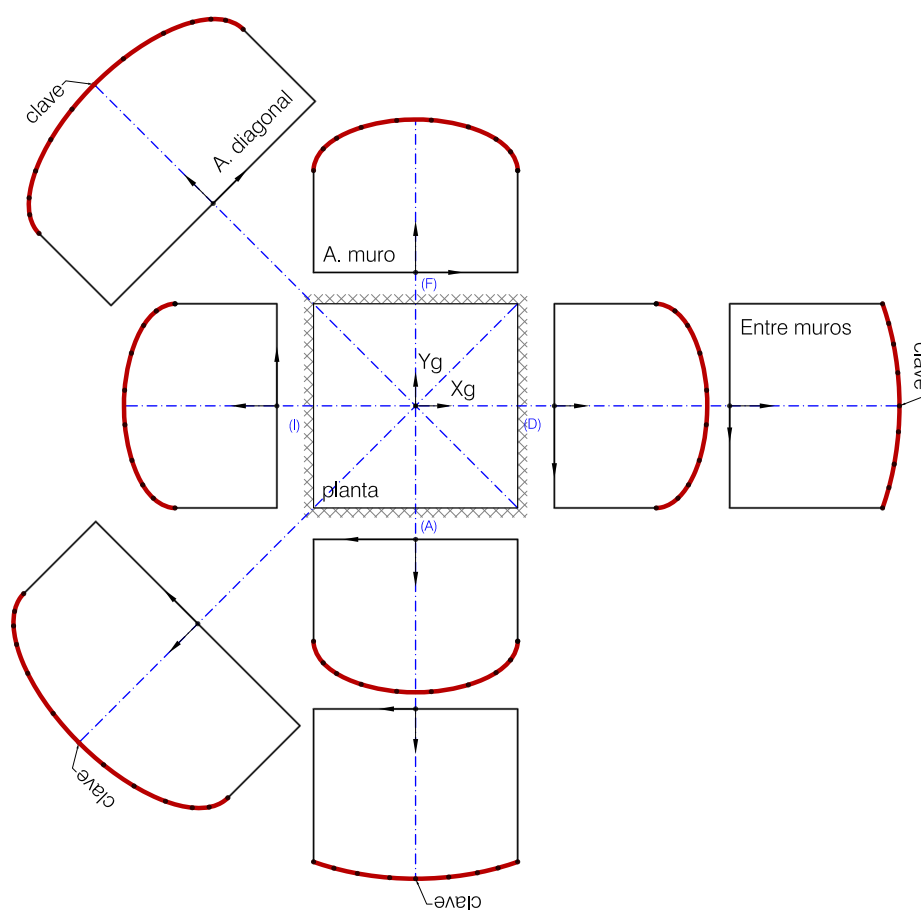 clave
A. diagonal
A. muro
(F)
Entre muros
clave
Yg
Xg
(I)
(D)
planta
(A)
clave
clave